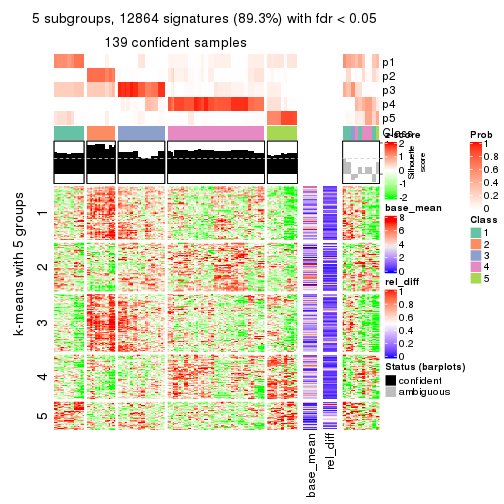 5 subgroups, 12864 signatures (89.3%) with fdr < 0.05
139 confident samples
p1
p2
p3
p4
p5
Class
z-score
2
1
0
-1
-2
Silhouette score
Prob
1
0.8
0.6
0.4
0.2
0
base_mean
8
6
4
2
0
Class
1
2
3
4
5
rel_diff
1
0.8
0.6
0.4
0.2
0
Status (barplots)
confident
ambiguous
k-means with 5 groups
1
2
3
4
5
base_mean
rel_diff